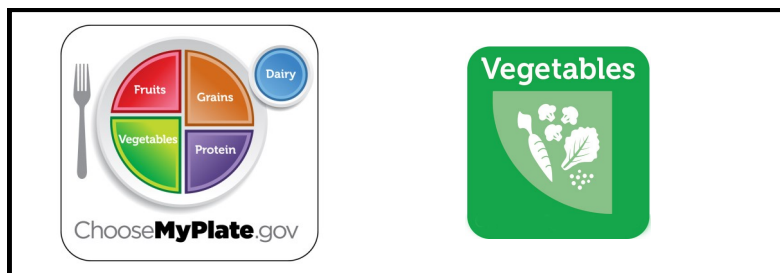 Fruits
Grains
Dairy
Vegetables
Protein
ChooseMyPlate.gov
Vegetables